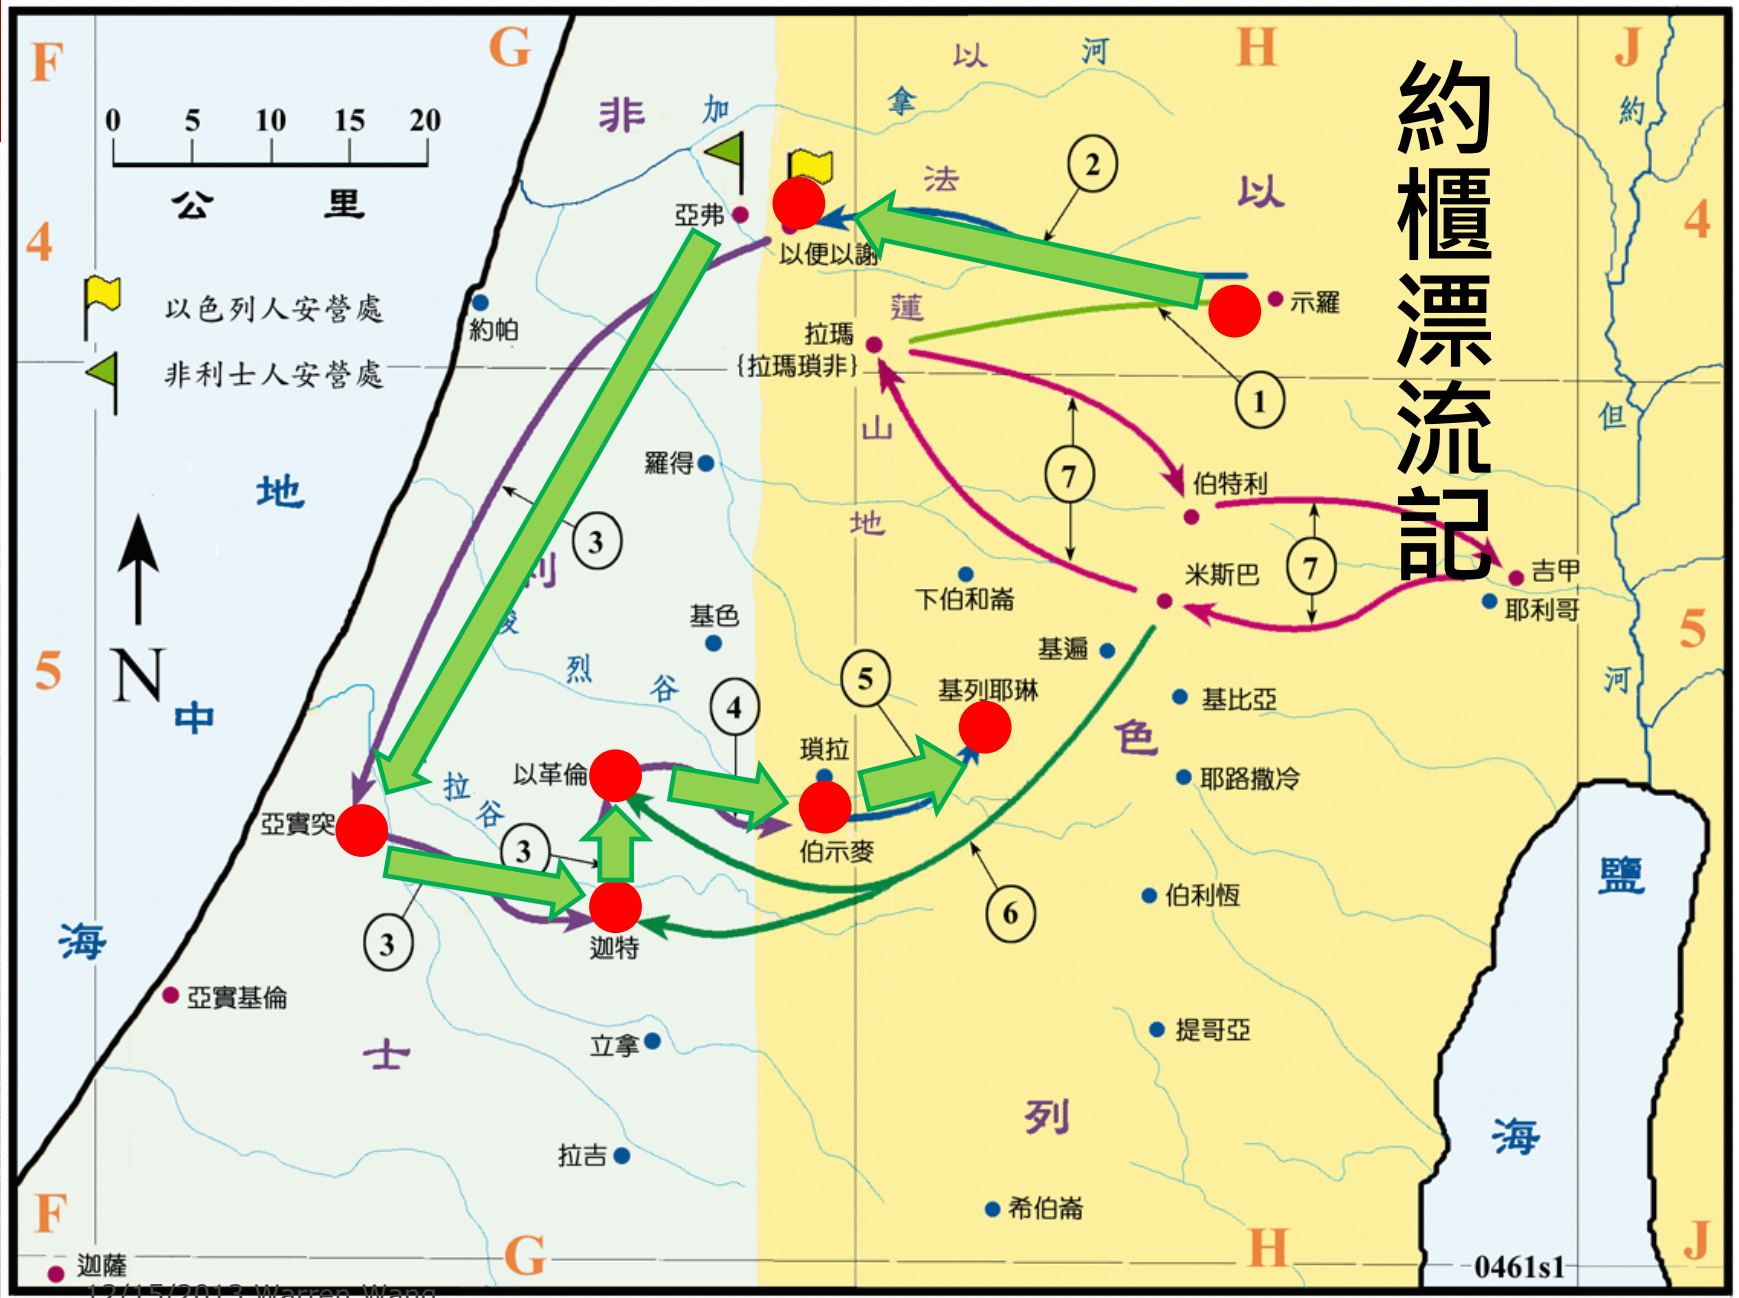 F
G
H
J
以
河
約櫃漂流記
0 5 10 15 20
公 里
非
加
拿
約
法
以
2
4
4
亞弗
以便以謝
示羅
以色列人安營處
約帕
蓮
拉瑪
{拉瑪瑣非}
非利士人安營處
1
但
山
羅得
7
伯特利
地
地
3
利
7
米斯巴
吉甲
耶利哥
下伯和崙
基色
5
5
N
基遍
烈
谷
河
中
4
5
基列耶琳
基比亞
色
瑣拉
以革倫
拉
谷
耶路撒冷
亞實突
3
伯示麥
鹽
伯利恆
6
3
迦特
海
亞實基倫
立拿
提哥亞
士
列
海
拉吉
希伯崙
F
G
H
J
迦薩
0461s1
12/15/2013 Warren Wang